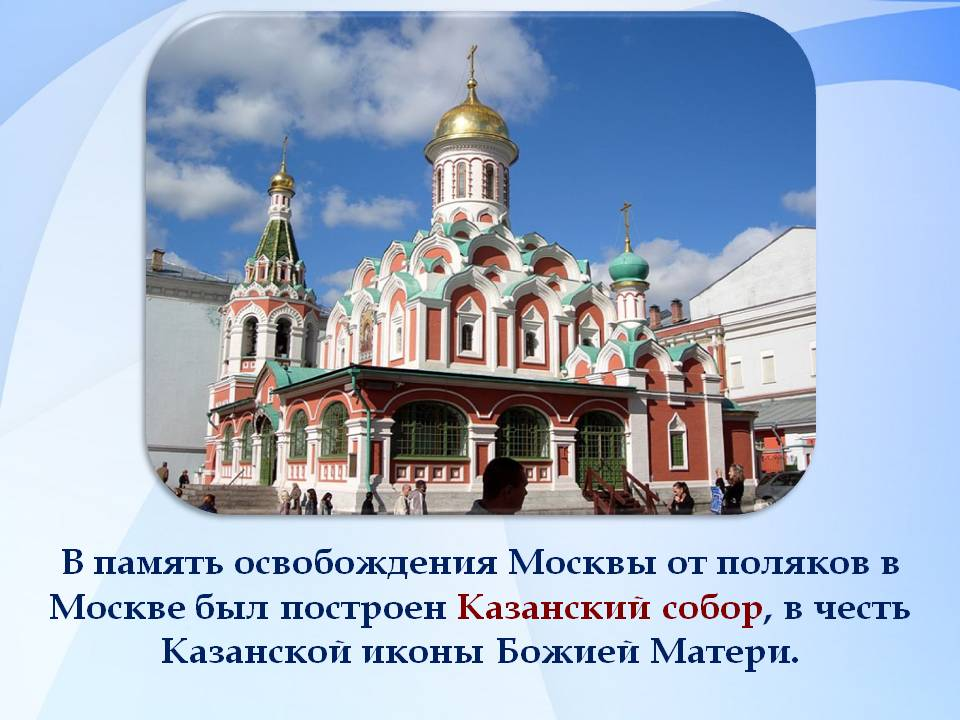 В память освобождения Москвы от поляков в
Москве был построен Казанский собор, в честь
Казанской иконы Божией Матери.